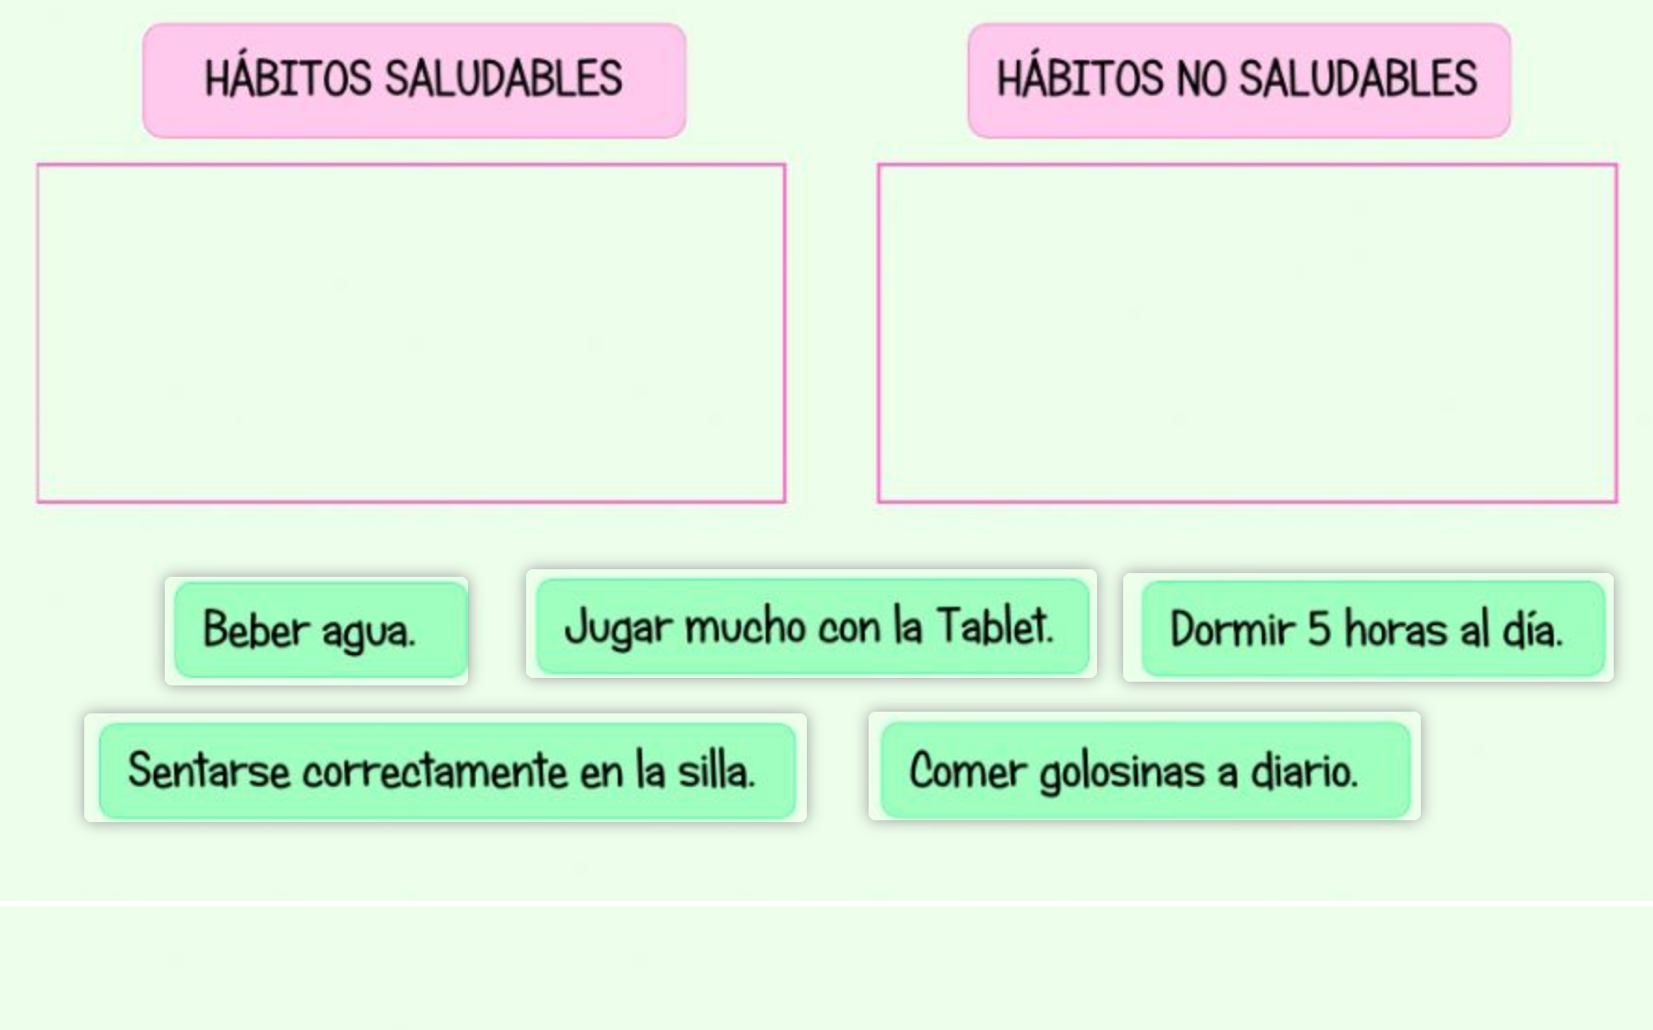 HÁBITOS SALUDABLES
HÁBITOS NO SALUDABLES
Beber agua.
Jugar mucho con la Tablet.
Dormir 5 horas al día.
Sentarse correctamente en la silla.
Comer golosinas a diario.